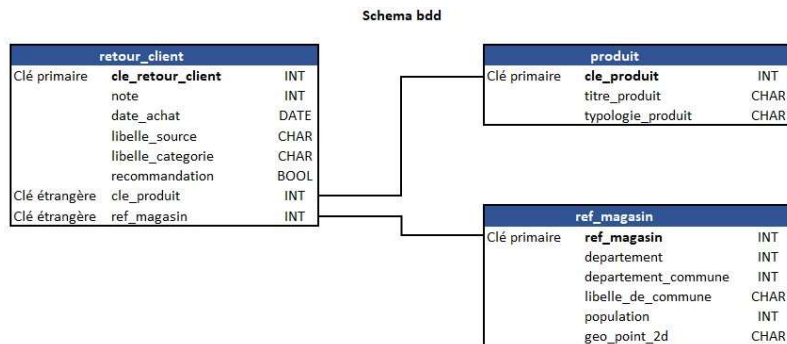 Schema bdd
retour_client
Clé primaire cle_retour_client INT
note INT
date_achat DATE
libelle_source CHAR
libelle_categorie CHAR
recommandation BOOL
Clé étrangère cle_produit INT
Clé étrangère ref_magasin INT
produit
Clé primaire cle_produit INT
titre_produit CHAR
typologie_produit CHAR
ref_magasin
Clé primaire ref_magasin INT
departement INT
departement_commune INT
libelle_de_commune CHAR
population INT
geo_point_2d CHAR